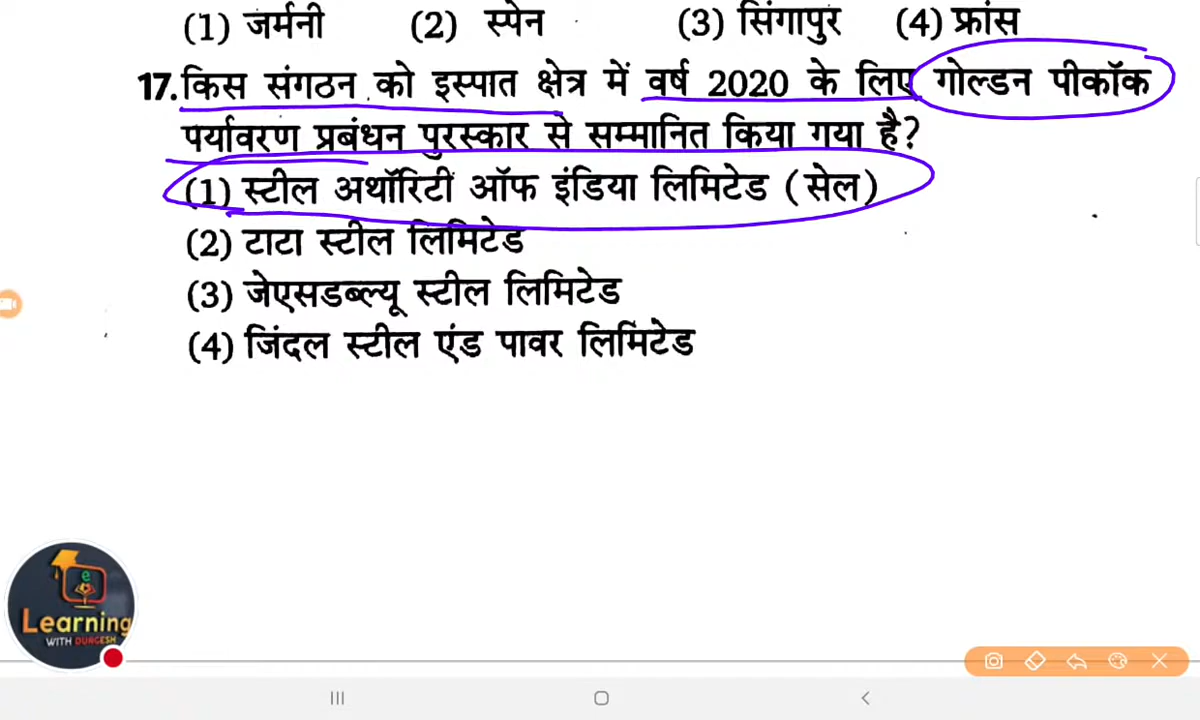 (1) जर्मनी (2) स्पेन (3) सिंगापुर (4) फ्रांस
17. किस संगठन को इस्पात क्षेत्र में वर्ष 2020 के लिए गोल्डन पीकॉक
पर्यावरण प्रबंधन पुरस्कार से सम्मानित किया गया है?
(1) स्टील अथॉरिटी ऑफ इंडिया लिमिटेड (सेल)
(2) टाटा स्टील लिमिटेड
(3) जेएसडब्ल्यू स्टील लिमिटेड
(4) जिंदल स्टील एंड पावर लिमिटेड
e
Learning
WITH DURGESH